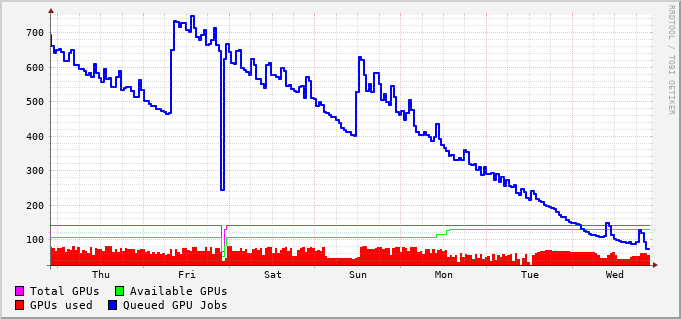 RRDTOOL / TOBI OETIKER
700
600
500
400
300
200
100
Thu Fri Sat Sun Mon Tue Wed
Total GPUs Available GPUs
GPUs used Queued GPU Jobs